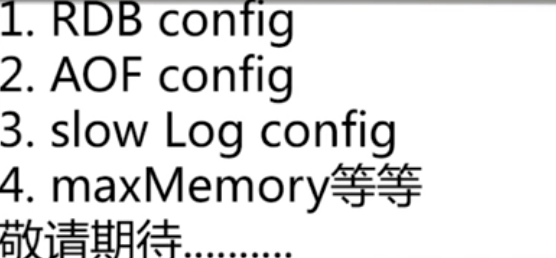 1. RDB config
2. AOF config
3. slow Log config
4. maxMemory等等
敬请期待..........